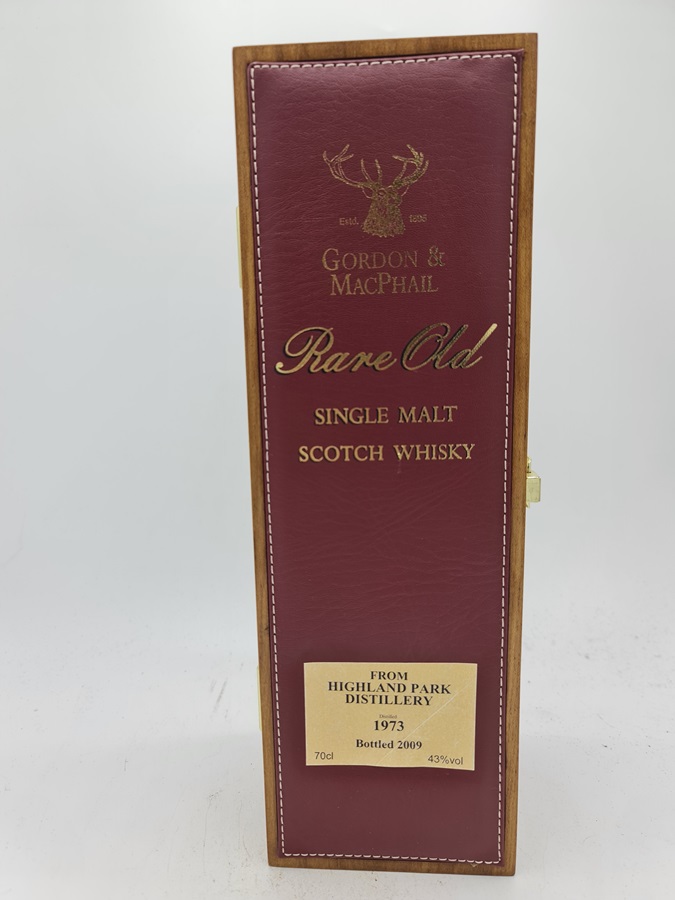 Estd. 1895
GORDON &
MACPHAIL
Rare Old
SINGLE MALT
SCOTCH WHISKY
FROM
HIGHLAND PARK
DISTILLERY
Distilled
1973
Bottled 2009
70cl 43%vol